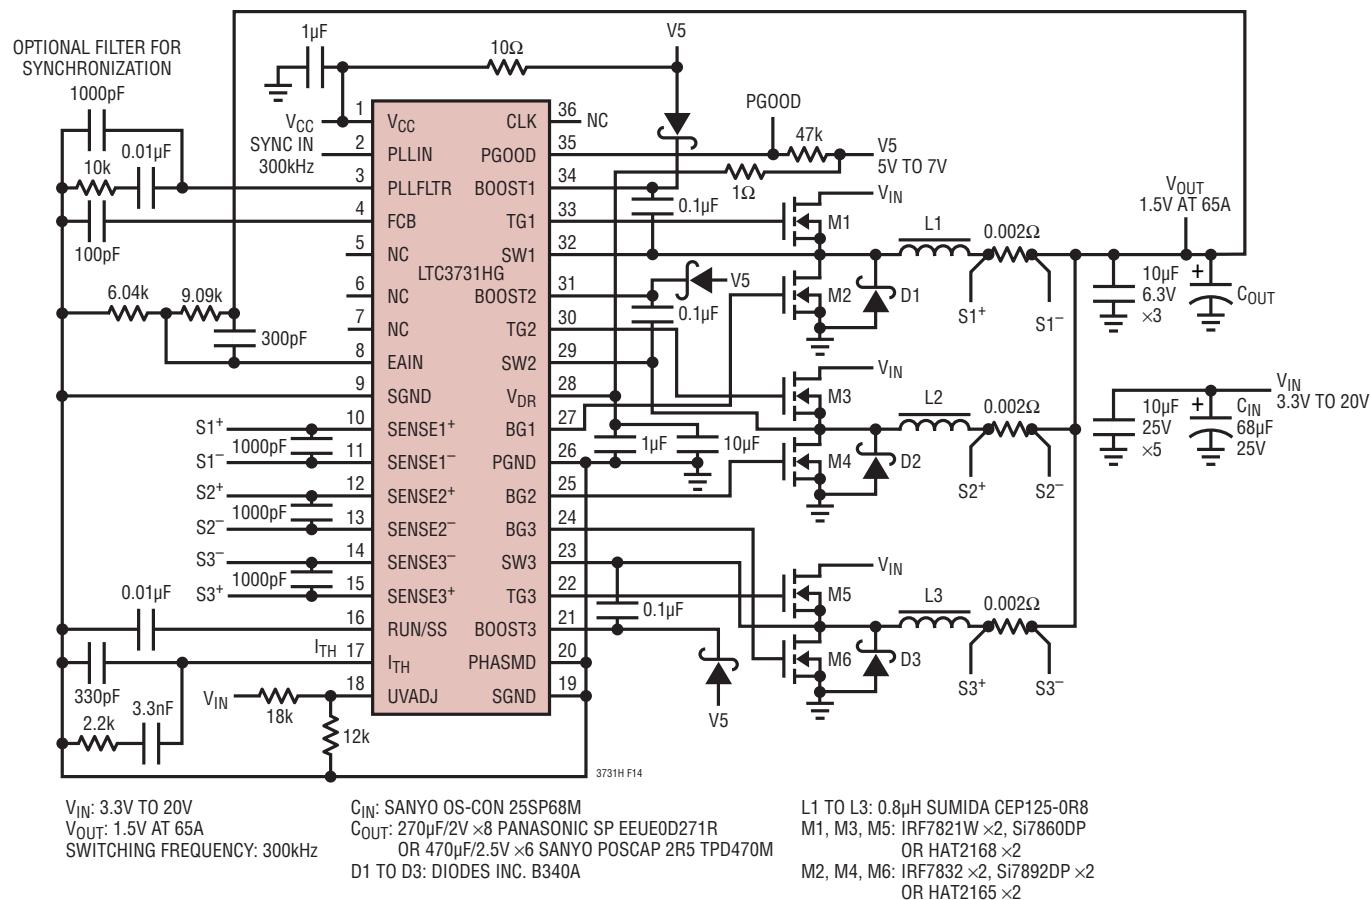 OPTIONAL FILTER FOR
SYNCHRONIZATION
1000pF
10k
0.01µF
100pF
6.04k
9.09k
300pF
1µF
10Ω
V5
VCC
SYNC IN
300kHz
PGOOD
47k
V5
5V TO 7V
1Ω
LTC3731HG
1 VCC
2 PLLIN
3 PLLFLTR
4 FCB
5 NC
6 NC
7 NC
8 EAIN
9 SGND
10 SENSE1+
11 SENSE1–
12 SENSE2+
13 SENSE2–
14 SENSE3–
15 SENSE3+
16 RUN/SS
17 ITH
18 UVADJ
CLK 36
NC
PGOOD 35
BOOST1 34
TG1 33
SW1 32
BOOST2 31
TG2 30
SW2 29
VDR 28
BG1 27
PGND 26
BG2 25
BG3 24
SW3 23
TG3 22
BOOST3 21
PHASMD 20
SGND 19
S1+
1000pF
S1–
S2+
1000pF
S2–
S3–
1000pF
S3+
0.01µF
ITH
330pF
2.2k
3.3nF
VIN
18k
12k
0.1µF
V5
0.1µF
1µF
10µF
0.1µF
V5
VIN
M1
M2
D1
L1
0.002Ω
S1+
S1–
VIN
M3
M4
D2
L2
0.002Ω
S2+
S2–
VIN
M5
M6
D3
L3
0.002Ω
S3+
S3–
VOUT
1.5V AT 65A
10µF
6.3V
×3
+
COUT
VIN
3.3V TO 20V
10µF
25V
×5
+
CIN
68µF
25V
3731H F14
VIN: 3.3V TO 20V
VOUT: 1.5V AT 65A
SWITCHING FREQUENCY: 300kHz
CIN: SANYO OS-CON 25SP68M
COUT: 270µF/2V ×8 PANASONIC SP EEUE0D271R
OR 470µF/2.5V ×6 SANYO POSCAP 2R5 TPD470M
D1 TO D3: DIODES INC. B340A
L1 TO L3: 0.8µH SUMIDA CEP125-0R8
M1, M3, M5: IRF7821W ×2, Si7860DP
OR HAT2168 ×2
M2, M4, M6: IRF7832 ×2, Si7892DP ×2
OR HAT2165 ×2